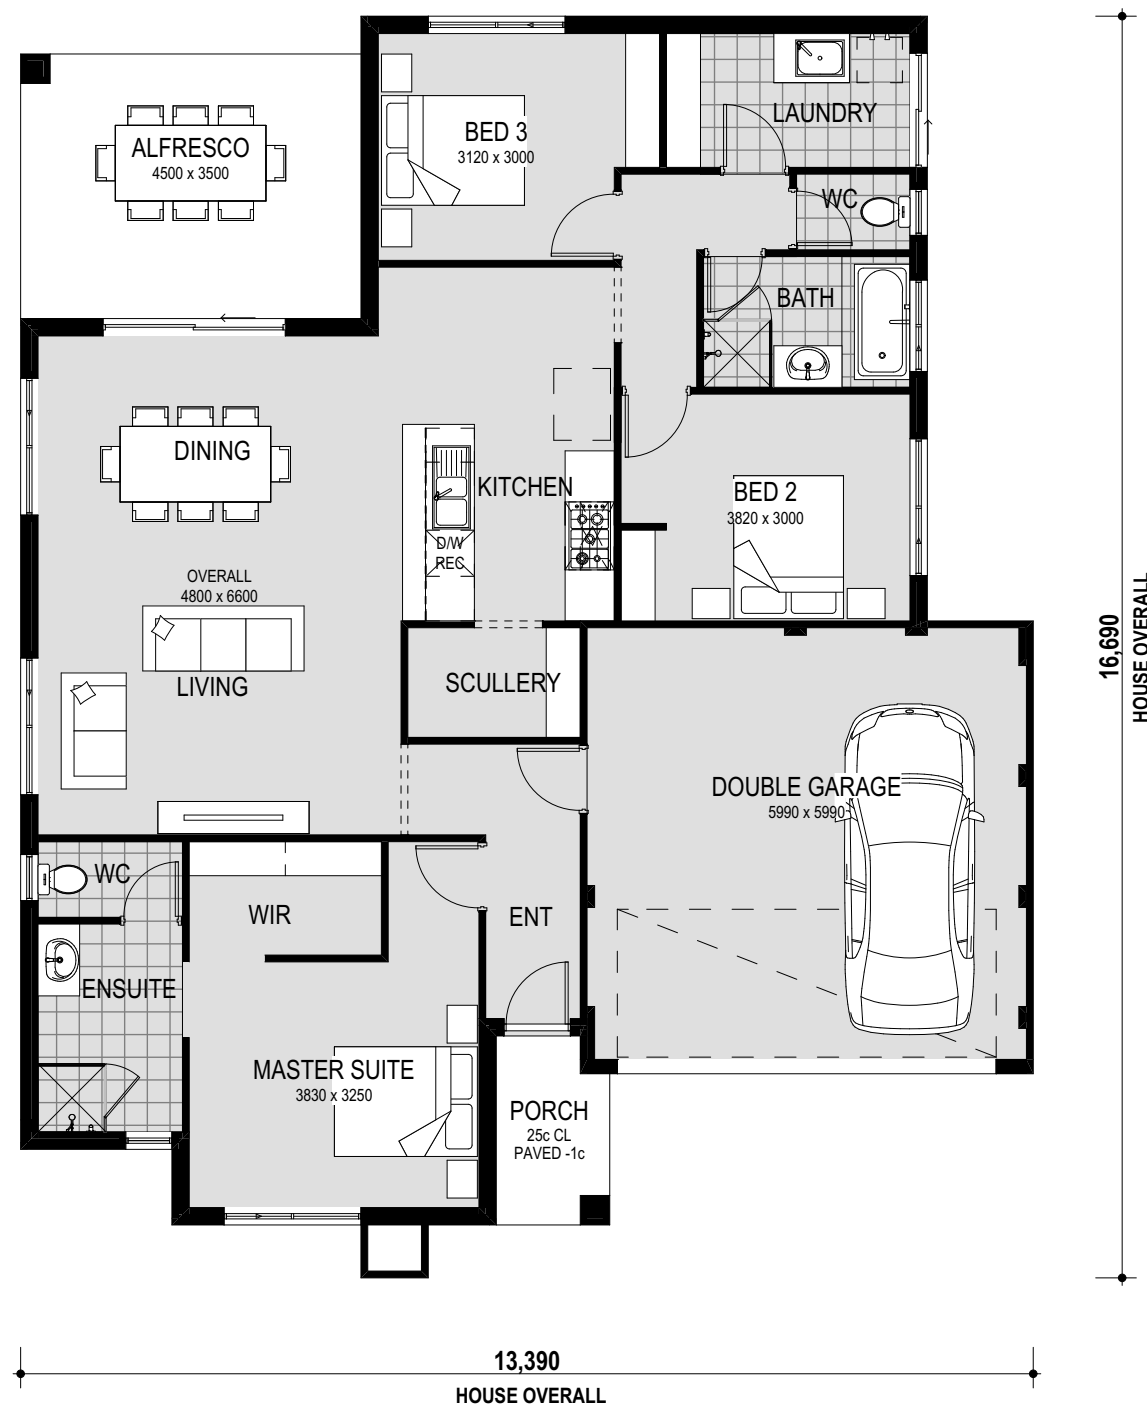 BED 3
3120 x 3000
LAUNDRY
ALFRESCO
4500 x 3500
WC
BATH
DINING
KITCHEN
BED 2
3820 x 3000
D/W
REC
OVERALL
4800 x 6600
LIVING
SCULLERY
16,690
HOUSE OVERALL
DOUBLE GARAGE
5990 x 5990
WC
WIR
ENT
ENSUITE
MASTER SUITE
3830 x 3250
PORCH
25c CL
PAVED -1c
13,390
HOUSE OVERALL